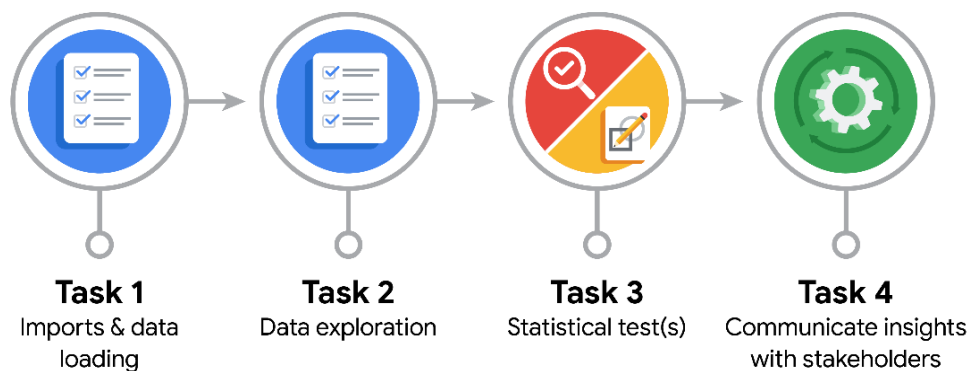 Task 1
Imports & data
loading
Task 2
Data exploration
Task 3
Statistical test(s)
Task 4
Communicate insights
with stakeholders